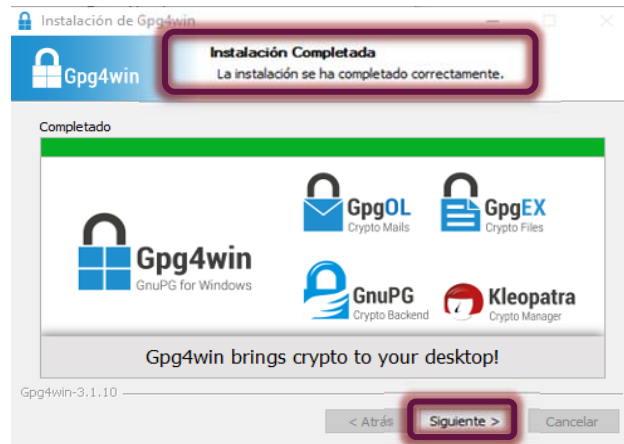 Instalación de Gpg4win
Gpg4win
Instalación Completada
La instalación se ha completado correctamente.
Completado
Gpg4win
GnuPG for Windows
GpgOL
Crypto Mails
GpgEX
Crypto Files
GnuPG
Crypto Backend
Kleopatra
Crypto Manager
Gpg4win brings crypto to your desktop!
Gpg4win-3.1.10
< Atrás
Siguiente >
Cancelar